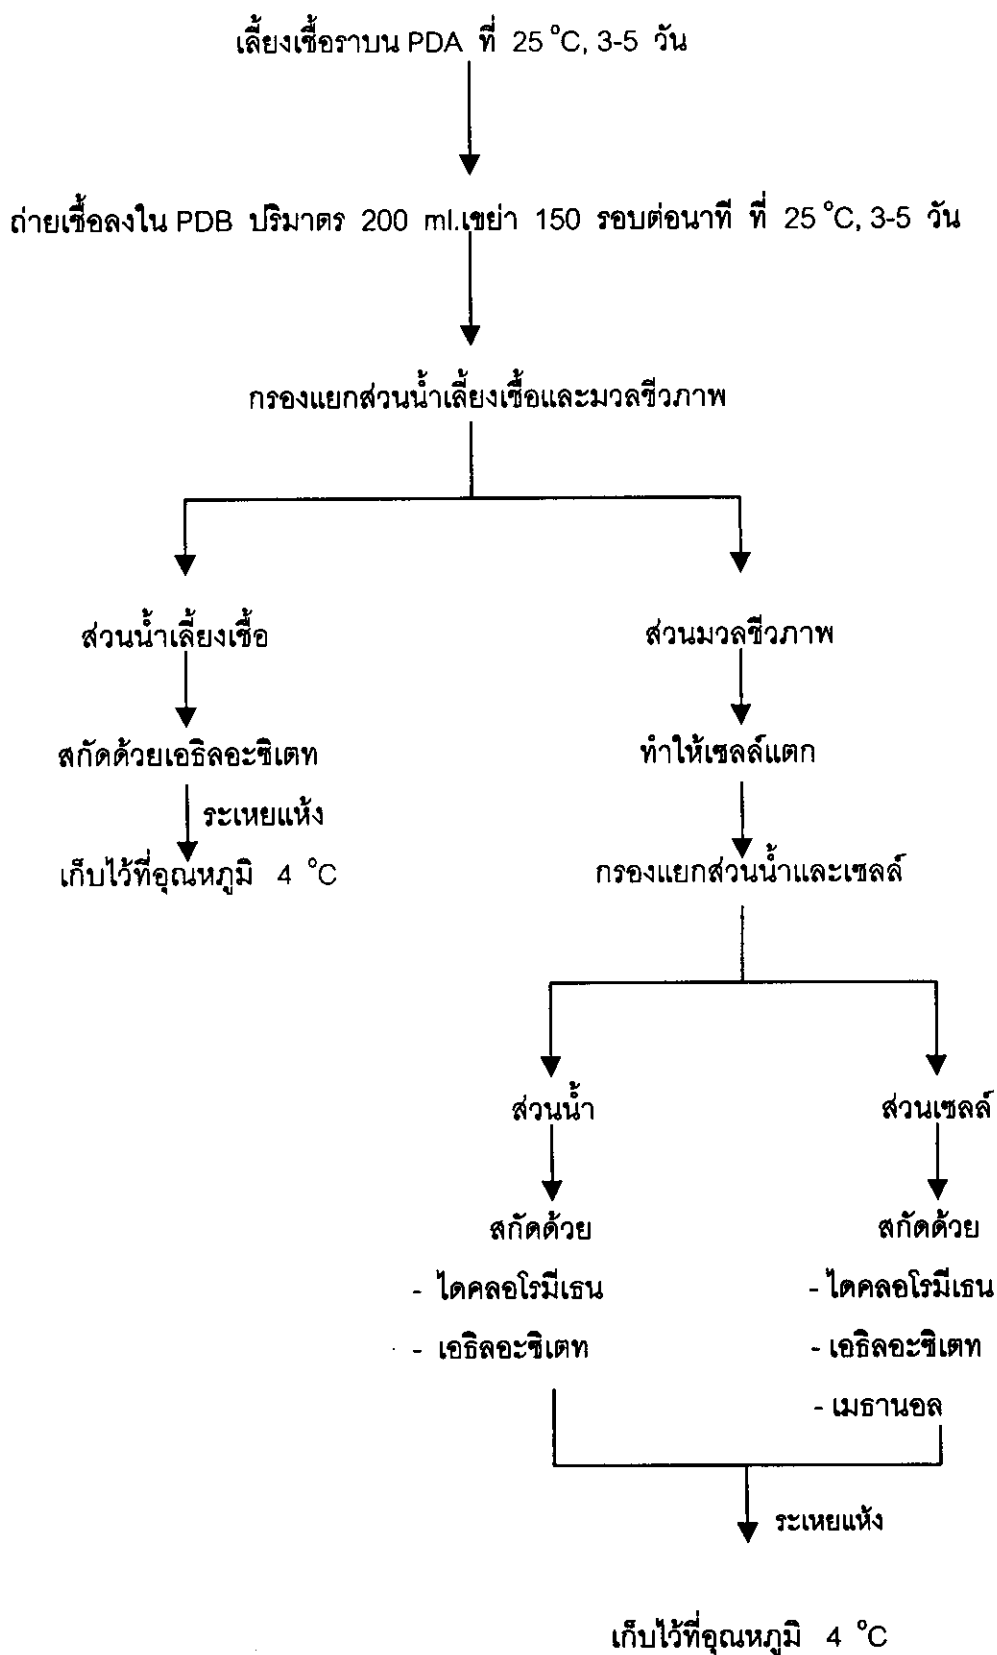 เลี้ยงเชื้อราบน PDA ที่ 25 °C, 3-5 วัน
ถ่ายเชื้อลงใน PDB ปริมาตร 200 ml.เขย่า 150 รอบต่อนาที ที่ 25 °C, 3-5 วัน
กรองแยกส่วนน้ำเลี้ยงเชื้อและมวลชีวภาพ
ส่วนน้ำเลี้ยงเชื้อ
สกัดด้วยเอธิลอะซิเตท
ระเหยแห้ง
เก็บไว้ที่อุณหภูมิ 4 °C
ส่วนมวลชีวภาพ
ทำให้เซลล์แตก
กรองแยกส่วนน้ำและเซลล์
ส่วนน้ำ
สกัดด้วย
- ไดคลอโรมีเธน
- เอธิลอะซิเตท
ส่วนเซลล์
สกัดด้วย
- ไดคลอโรมีเธน
- เอธิลอะซิเตท
- เมธานอล
ระเหยแห้ง
เก็บไว้ที่อุณหภูมิ 4 °C